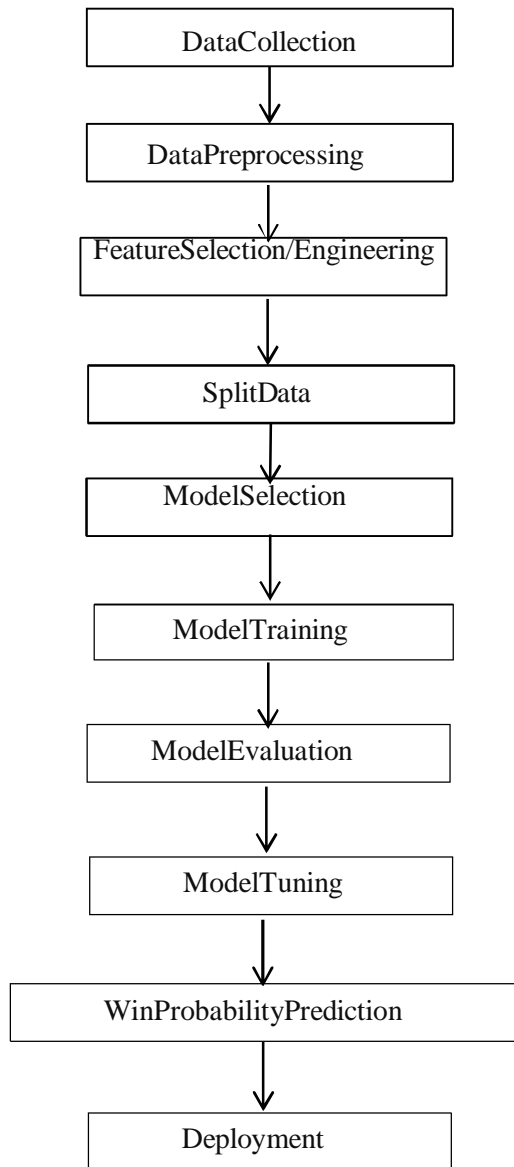 DataCollection
DataPreprocessing
FeatureSelection/Engineering
SplitData
ModelSelection
ModelTraining
ModelEvaluation
ModelTuning
WinProbabilityPrediction
Deployment